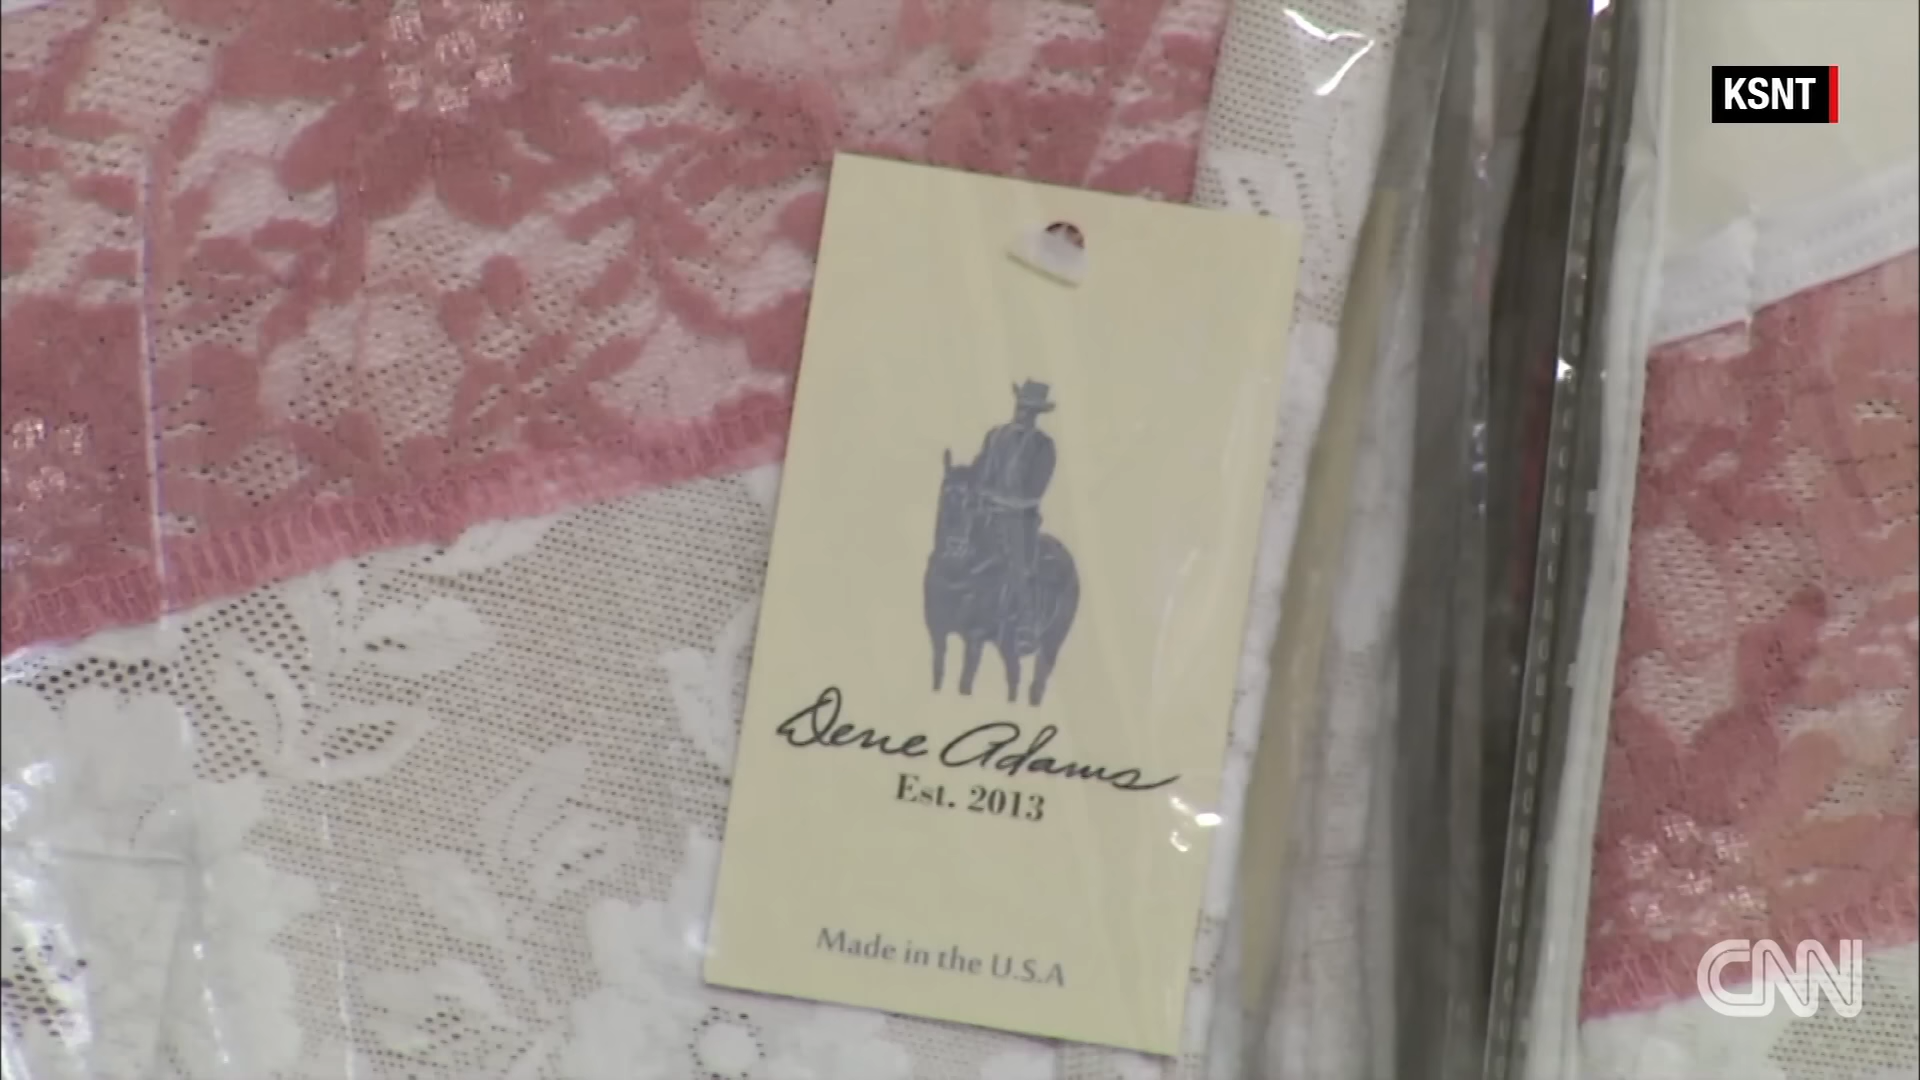 KSNT
Dene Adams
Est. 2013
Made in the U.S.A
CNN